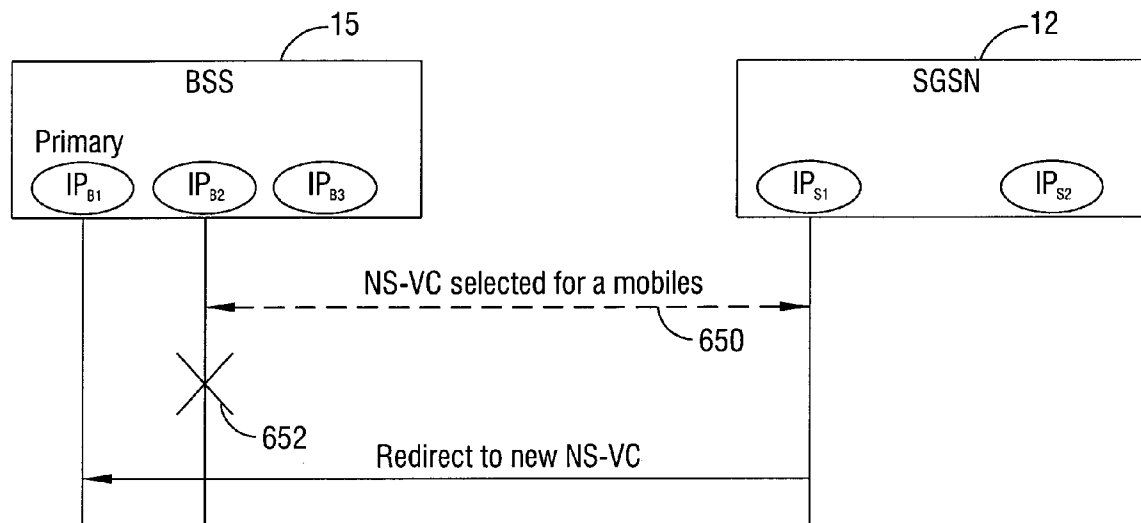 15
12
BSS
SGSN
Primary
IPB1
IPB2
IPB3
IPS1
IPS2
NS-VC selected for a mobiles
650
652
Redirect to new NS-VC